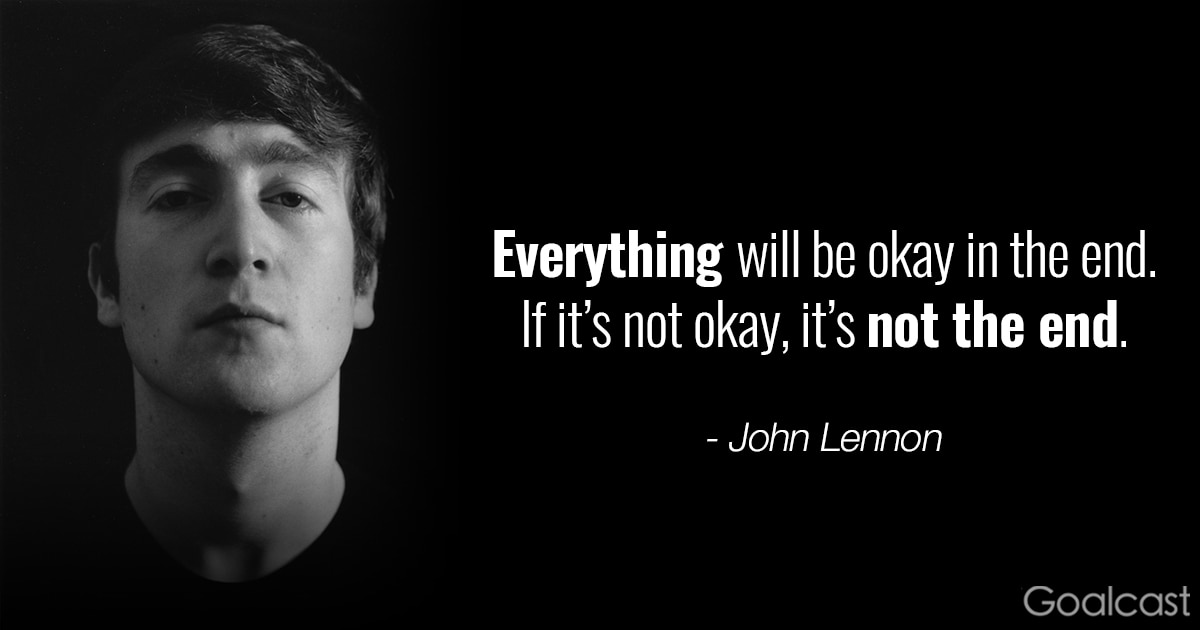 Everything will be okay in the end.
If it’s not okay, it’s not the end.
- John Lennon
Goalcast